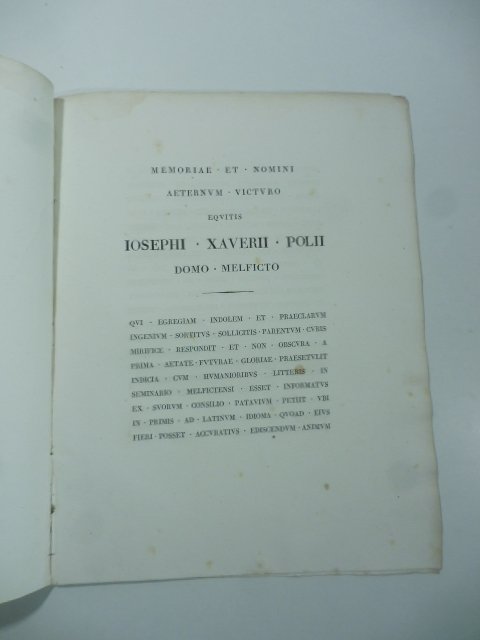 MEMORIAE · ET · NOMINI
AETERNVM · VICTVRO
EQVITIS
IOSEPHI · XAVERII · POLII
DOMO · MELFICTO
QVI · EGREGIAM · INDOLEM · ET · PRAECLARVM
INGENIVM · SORTITVS · SOLLICITIS · PARENTVM · CVRIS
MIRIFICE · RESPONDIT · ET · NON · OBSCVRA · A
PRIMA · AETATE · FVTVRAE · GLORIAE · PRAESETVLIT
INDICIA · CVM · HVMANIORIBVS · LITTERIS · IN
SEMINARIO · MELFICTENSI · ESSET · INFORMATVS
EX · SVORVM · CONSILIO · PATAVIVM · PETIIT · VBI
IN · PRIMIS · AD · LATINVM · IDIOMA · QVOAD · EIVS
FIERI · POSSET · ACCVRATIVS · EDISCENDVM · ANIMVM